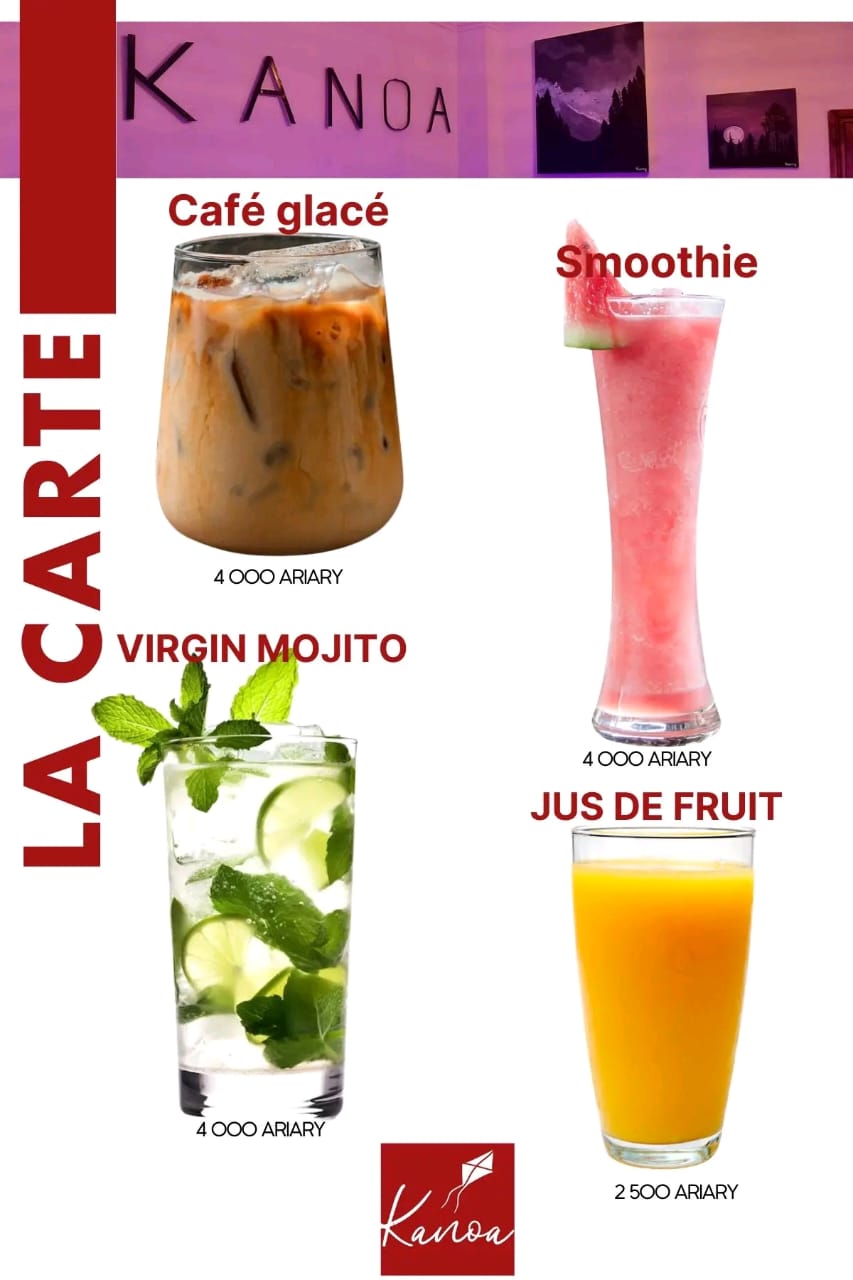 KANOA
LA CARTE
Café glacé
4 000 ARIARY
Smoothie
4 000 ARIARY
VIRGIN MOJITO
4 000 ARIARY
JUS DE FRUIT
2 500 ARIARY
Kanoa